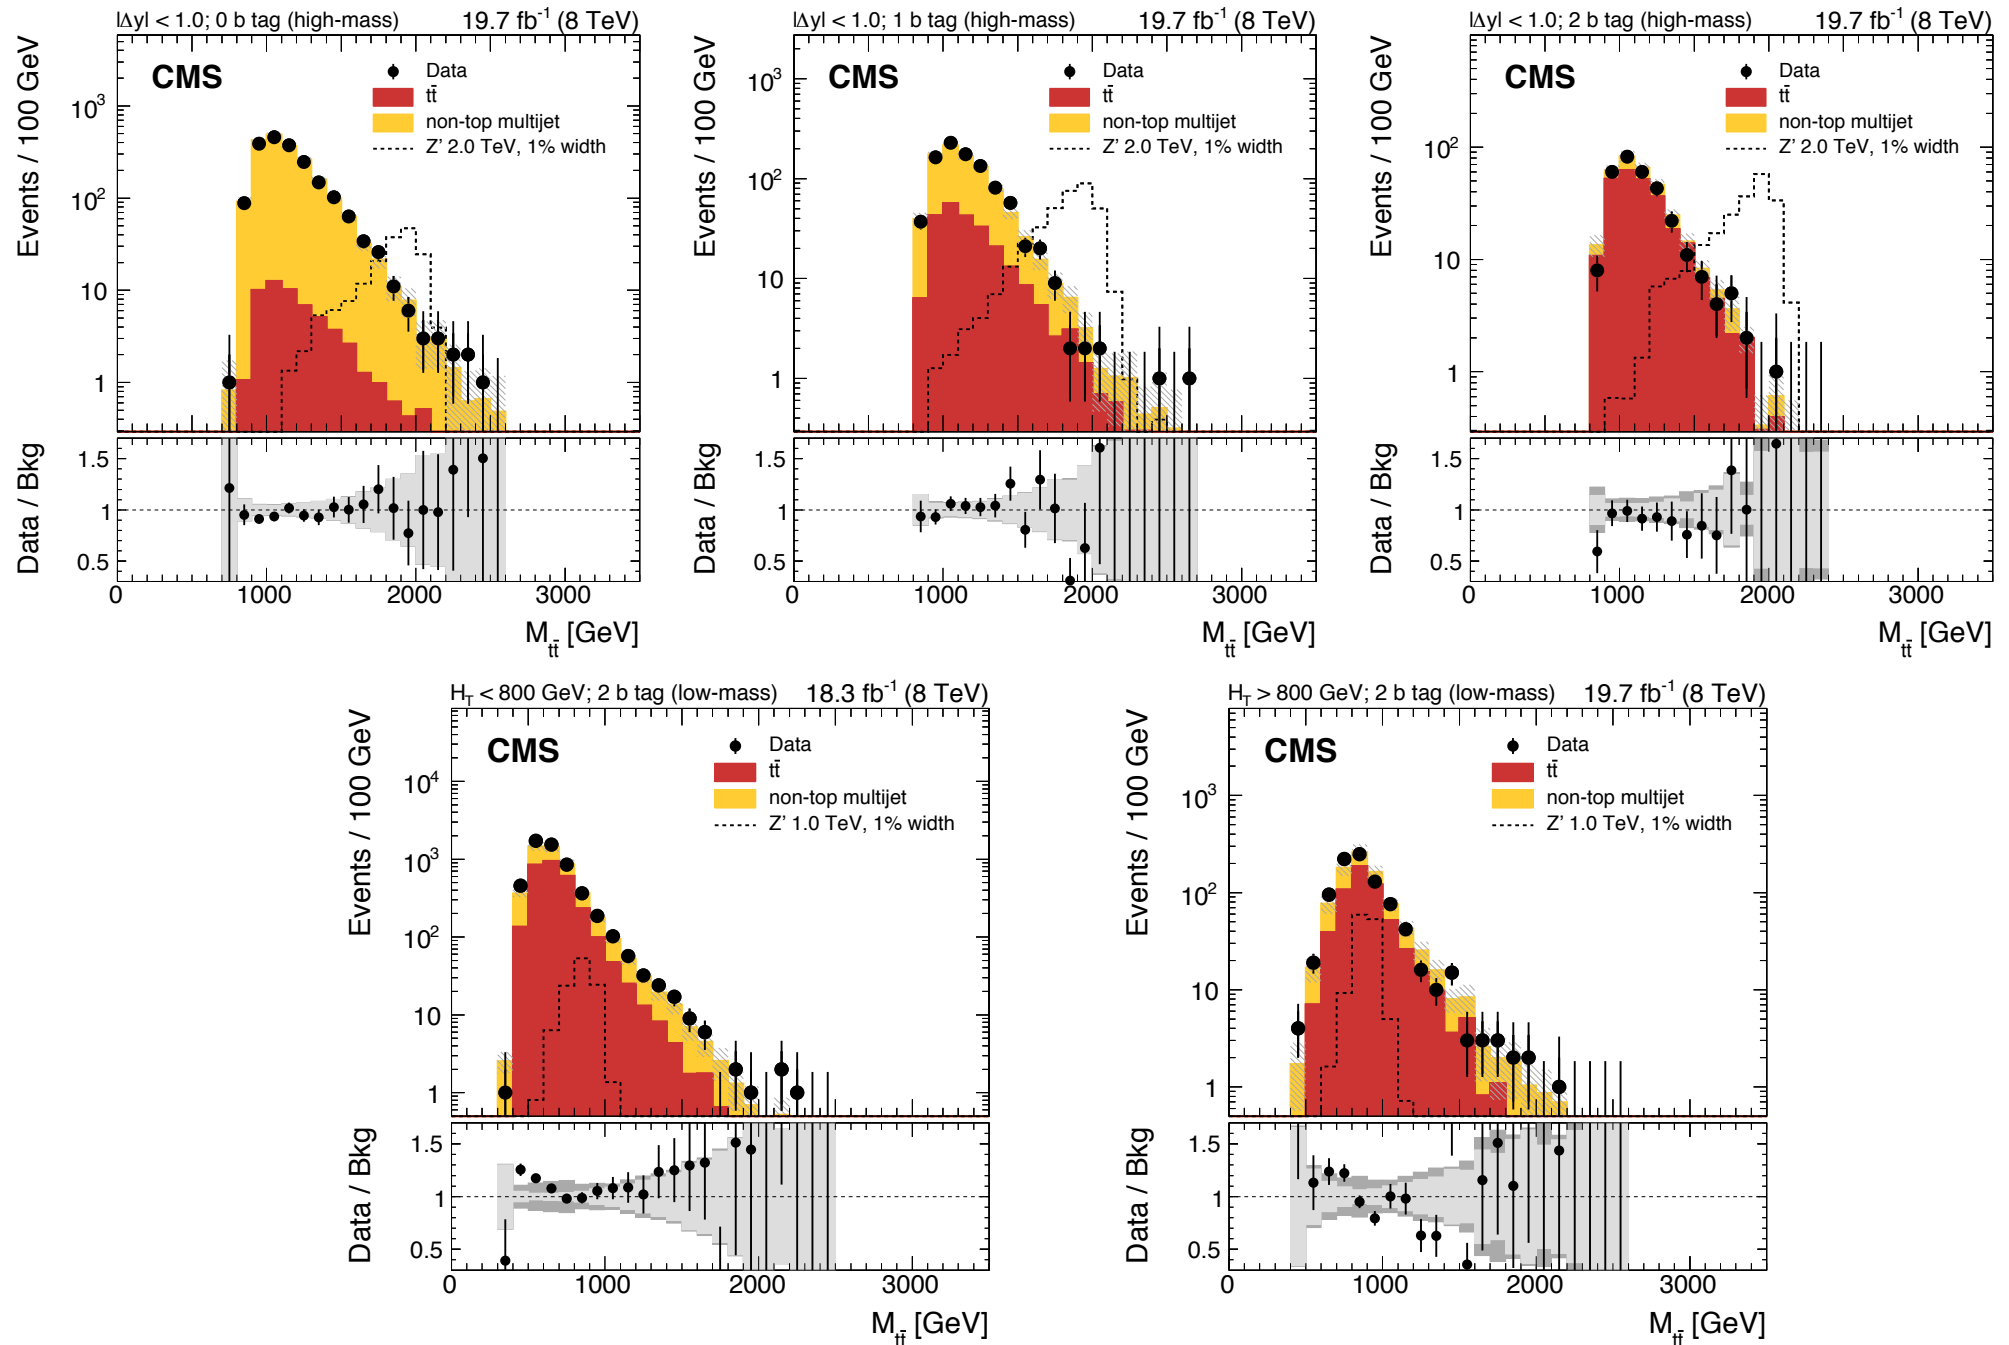 |Δy| < 1.0; 0 b tag (high-mass) 19.7 fb⁻¹ (8 TeV)
CMS
Data
tt̄
non-top multijet
Z' 2.0 TeV, 1% width
Events / 100 GeV
10³
10²
10
1
Data / Bkg
1.5
1
0.5
0 1000 2000 3000
M_tt̄ [GeV]
|Δy| < 1.0; 1 b tag (high-mass) 19.7 fb⁻¹ (8 TeV)
CMS
Data
tt̄
non-top multijet
Z' 2.0 TeV, 1% width
Events / 100 GeV
10³
10²
10
1
Data / Bkg
1.5
1
0.5
0 1000 2000 3000
M_tt̄ [GeV]
|Δy| < 1.0; 2 b tag (high-mass) 19.7 fb⁻¹ (8 TeV)
CMS
Data
tt̄
non-top multijet
Z' 2.0 TeV, 1% width
Events / 100 GeV
10²
10
1
Data / Bkg
1.5
1
0.5
0 1000 2000 3000
M_tt̄ [GeV]
H_T < 800 GeV; 2 b tag (low-mass) 18.3 fb⁻¹ (8 TeV)
CMS
Data
tt̄
non-top multijet
Z' 1.0 TeV, 1% width
Events / 100 GeV
10⁴
10³
10²
10
1
Data / Bkg
1.5
1
0.5
0 1000 2000 3000
M_tt̄ [GeV]
H_T > 800 GeV; 2 b tag (low-mass) 19.7 fb⁻¹ (8 TeV)
CMS
Data
tt̄
non-top multijet
Z' 1.0 TeV, 1% width
Events / 100 GeV
10³
10²
10
1
Data / Bkg
1.5
1
0.5
0 1000 2000 3000
M_tt̄ [GeV]